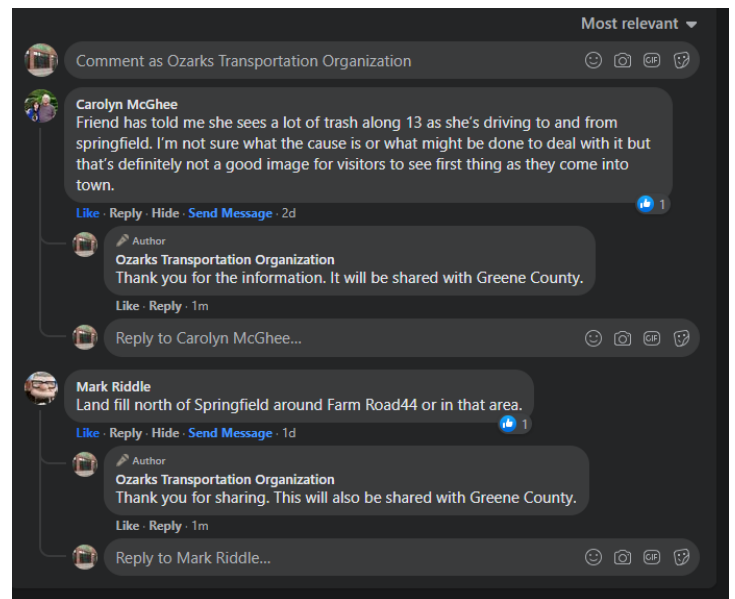 Most relevant
Comment as Ozarks Transportation Organization
GIF
Carolyn McGhee
Friend has told me she sees a lot of trash along 13 as she's driving to and from
springfield. I'm not sure what the cause is or what might be done to deal with it but
that's definitely not a good image for visitors to see first thing as they come into
town.
1
Like · Reply · Hide · Send Message · 2d
Author
Ozarks Transportation Organization
Thank you for the information. It will be shared with Greene County.
Like · Reply · 1m
Reply to Carolyn McGhee...
GIF
Mark Riddle
Land fill north of Springfield around Farm Road44 or in that area.
1
Like · Reply · Hide · Send Message · 1d
Author
Ozarks Transportation Organization
Thank you for sharing. This will also be shared with Greene County.
Like · Reply · 1m
Reply to Mark Riddle...
GIF